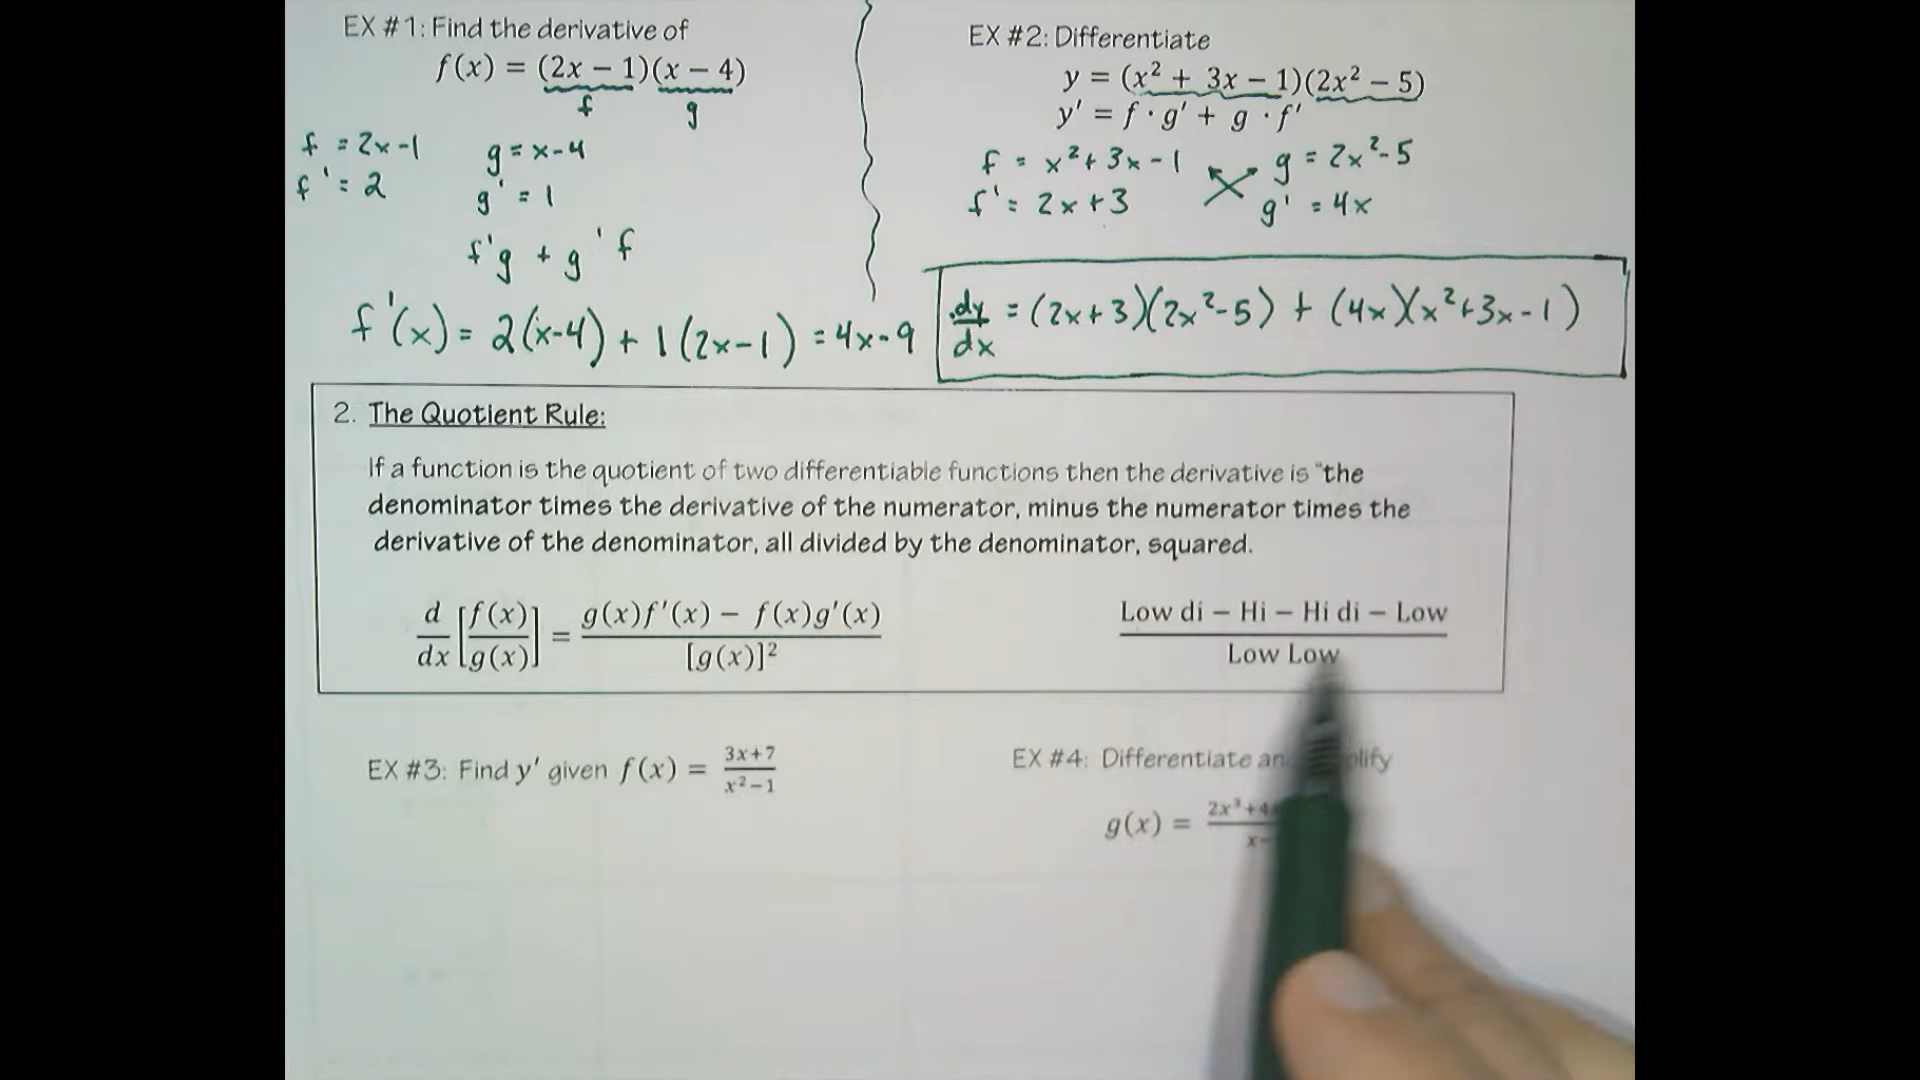 EX #1: Find the derivative of
f(x) = (2x − 1)(x − 4)
f g
f = 2x-1 g = x-4
f' = 2 g' = 1
f'g + g'f
f'(x) = 2(x-4) + 1(2x-1) = 4x-9
EX #2: Differentiate
y = (x² + 3x − 1)(2x² − 5)
y' = f · g' + g · f'
f = x²+3x-1 g = 2x²-5
f' = 2x+3 g' = 4x
dy/dx = (2x+3)(2x²-5) + (4x)(x²+3x-1)
2. The Quotient Rule:
If a function is the quotient of two differentiable functions then the derivative is "the
denominator times the derivative of the numerator, minus the numerator times the
derivative of the denominator, all divided by the denominator, squared.
d/dx [f(x)/g(x)] = g(x)f'(x) − f(x)g'(x) / [g(x)]²
Low di − Hi − Hi di − Low
Low Low
EX #3: Find y' given f(x) = 3x+7 / x²−1
EX #4: Differentiate
g(x) = 2x³+4
x−